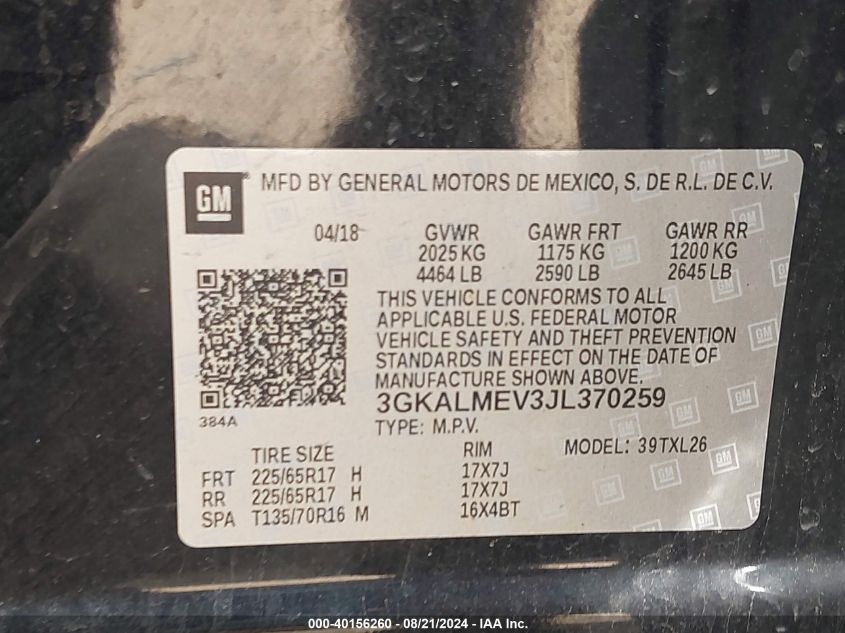 GM ® MFD BY GENERAL MOTORS DE MEXICO, S. DE R.L. DE C.V.
04/18 GVWR GAWR FRT GAWR RR
2025 KG 1175 KG 1200 KG
4464 LB 2590 LB 2645 LB
THIS VEHICLE CONFORMS TO ALL
APPLICABLE U.S. FEDERAL MOTOR
VEHICLE SAFETY AND THEFT PREVENTION
STANDARDS IN EFFECT ON THE DATE OF
MANUFACTURE SHOWN ABOVE.
3GKALMEV3JL370259
384A
TYPE: M.P.V.
TIRE SIZE RIM MODEL: 39TXL26
FRT 225/65R17 H 17X7J
RR 225/65R17 H 17X7J
SPA T135/70R16 M 16X4BT
000-40156260 - 08/21/2024 - IAA Inc.